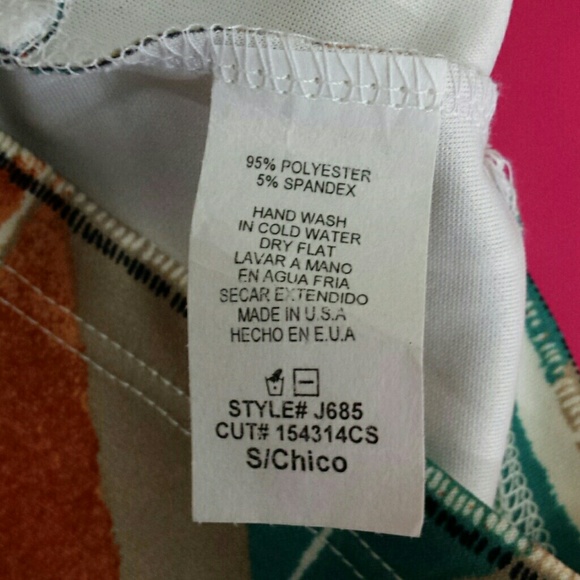 95% POLYESTER
5% SPANDEX
HAND WASH
IN COLD WATER
DRY FLAT
LAVAR A MANO
EN AGUA FRIA
SECAR EXTENDIDO
MADE IN U.S.A
HECHO EN E.U.A
STYLE# J685
CUT# 154314CS
S/Chico